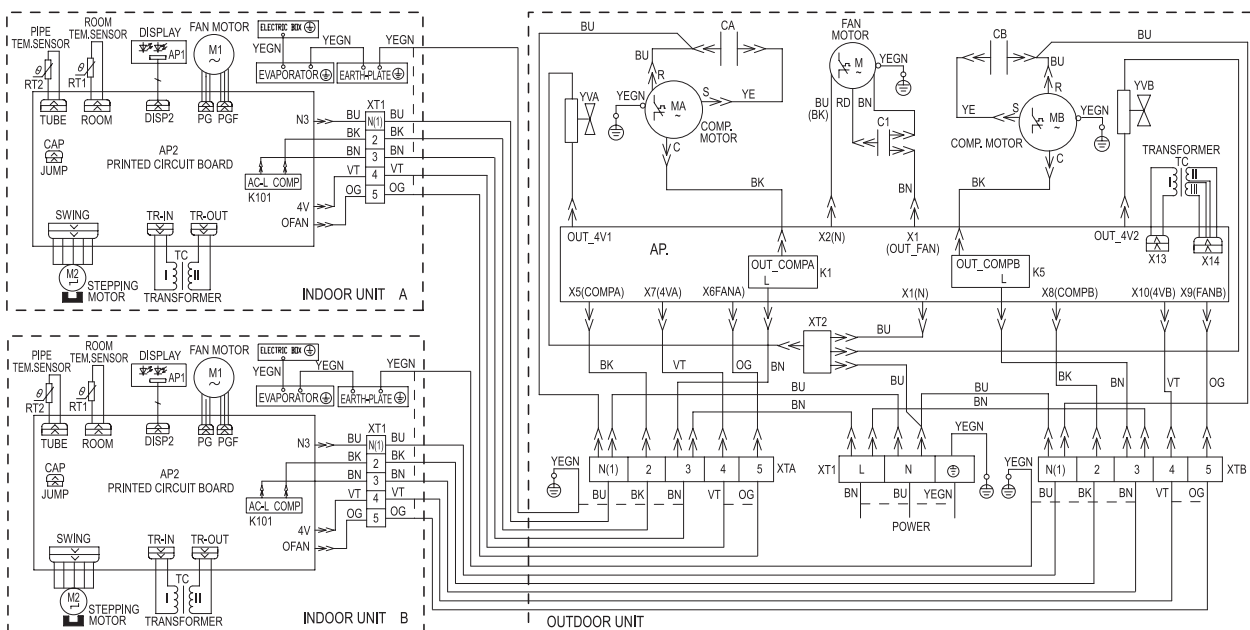 PIPE
TEM.SENSOR
ROOM
TEM.SENSOR
DISPLAY
AP1
FAN MOTOR
M1
ELECTRIC BOX
YEGN
YEGN
YEGN
EVAPORATOR
EARTH-PLATE
θ
RT2
θ
RT1
TUBE
ROOM
DISP2
PG
PGF
XT1
N3
BU
N(1)
BU
BK
2
BK
BN
3
BN
VT
4
VT
OG
5
OG
CAP
JUMP
AP2
PRINTED CIRCUIT BOARD
AC-L COMP
K101
4V
OFAN
SWING
TR-IN
TR-OUT
M2
TC
I
II
STEPPING
MOTOR
TRANSFORMER
INDOOR UNIT A
PIPE
TEM.SENSOR
ROOM
TEM.SENSOR
DISPLAY
AP1
FAN MOTOR
M1
ELECTRIC BOX
YEGN
YEGN
YEGN
EVAPORATOR
EARTH-PLATE
θ
RT2
θ
RT1
TUBE
ROOM
DISP2
PG
PGF
XT1
N3
BU
N(1)
BU
BK
2
BK
BN
3
BN
VT
4
VT
OG
5
OG
CAP
JUMP
AP2
PRINTED CIRCUIT BOARD
AC-L COMP
K101
4V
OFAN
SWING
TR-IN
TR-OUT
M2
TC
I
II
STEPPING
MOTOR
TRANSFORMER
INDOOR UNIT B
BU
CA
BU
R
YEGN
MA
S
YE
COMP.
MOTOR
C
YVA
BK
FAN
MOTOR
M
YEGN
BU
(BK)
RD
BN
C1
BN
CB
BU
BU
R
YE
S
YEGN
MB
COMP. MOTOR
C
BK
YVB
TRANSFORMER
TC
I
II
III
X13
X14
OUT_4V1
X2(N)
X1
(OUT_FAN)
OUT_4V2
AP.
OUT_COMPA
L
K1
OUT_COMPB
L
K5
X5(COMPA)
X7(4VA)
X6FANA)
X1(N)
X8(COMPB)
X10(4VB)
X9(FANB)
XT2
BU
BK
VT
OG
BN
BU
BN
BU
BN
BK
BN
VT
OG
YEGN
N(1)
2
3
4
5
XTA
BU
BK
BN
VT
OG
XT1
L
N
YEGN
BN
BU
YEGN
POWER
YEGN
N(1)
2
3
4
5
XTB
BU
BK
BN
VT
OG
OUTDOOR UNIT